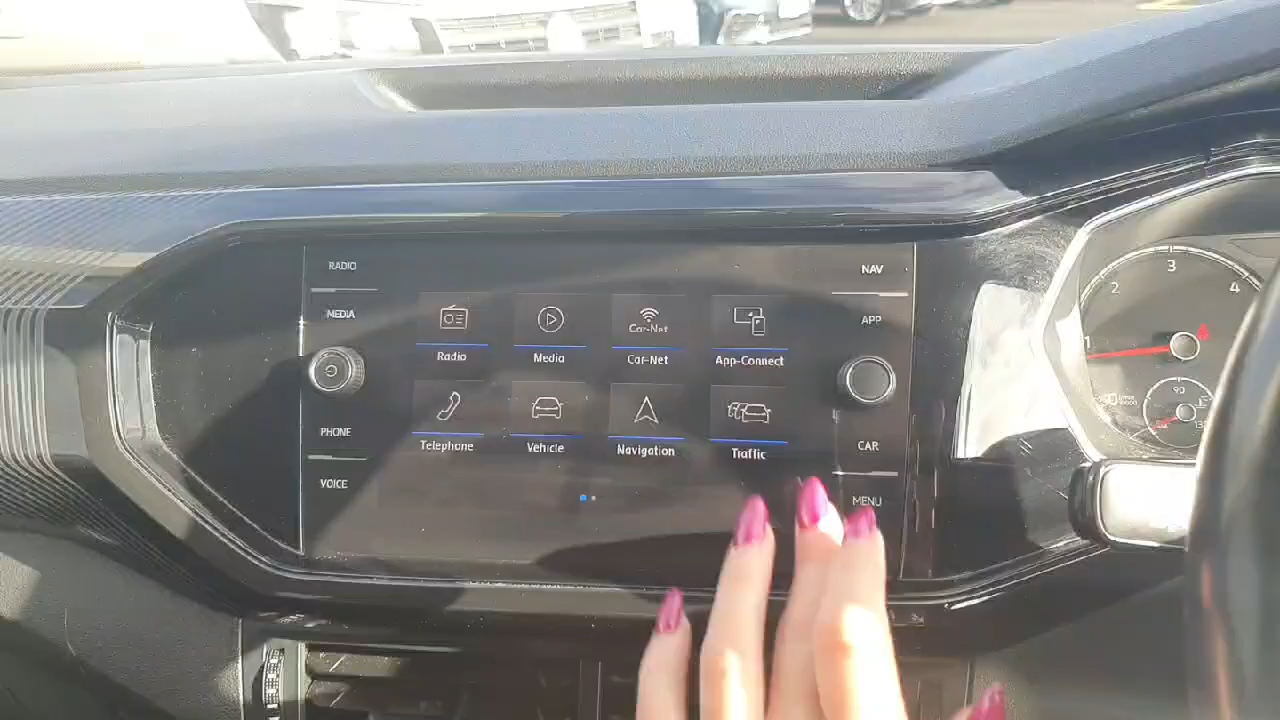 RADIO
MEDIA
PHONE
VOICE
Car-Net
Radio
Media
Car-Net
App-Connect
Telephone
Vehicle
Navigation
Traffic
NAV
APP
CAR
MENU
1
2
3
4
90